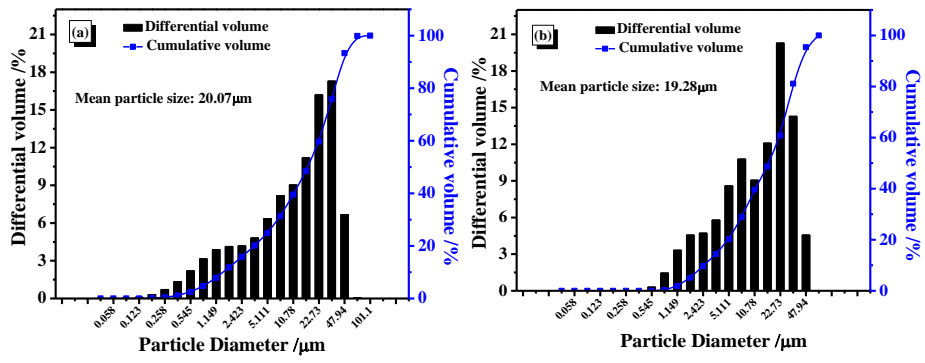 (a)
Differential volume
Cumulative volume
Mean particle size: 20.07μm
Differential volume /%
21
18
15
12
9
6
3
0
100
80
60
40
20
0
Cumulative volume /%
0.058 0.123 0.258 0.545 1.149 2.423 5.111 10.78 22.73 47.94 101.1
Particle Diameter /μm
(b)
Differential volume
Cumulative volume
Mean particle size: 19.28μm
Differential volume /%
21
18
15
12
9
6
3
0
100
80
60
40
20
0
Cumulative volume /%
0.058 0.123 0.258 0.545 1.149 2.423 5.111 10.78 22.73 47.94
Particle Diameter /μm